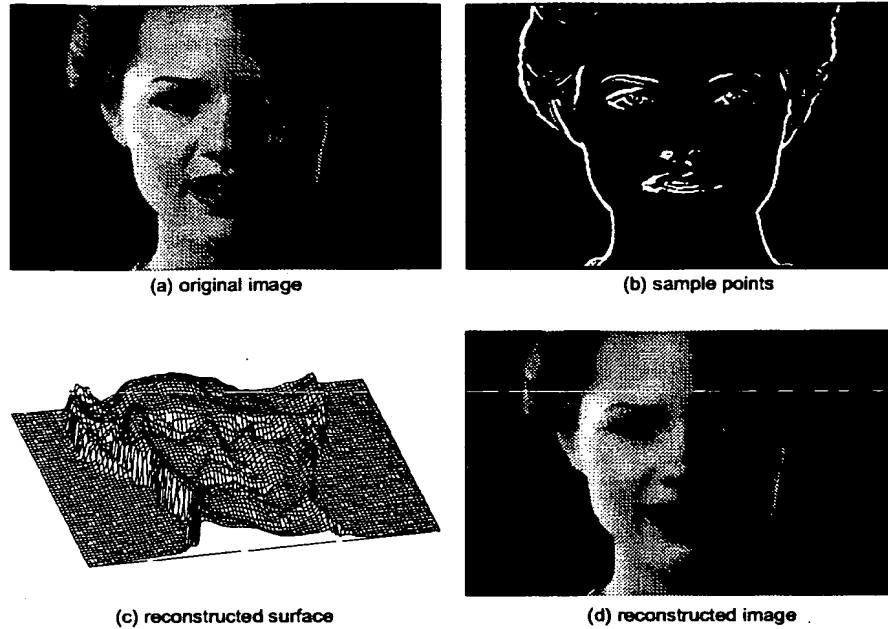 (a) original image
(b) sample points
(c) reconstructed surface
(d) reconstructed image